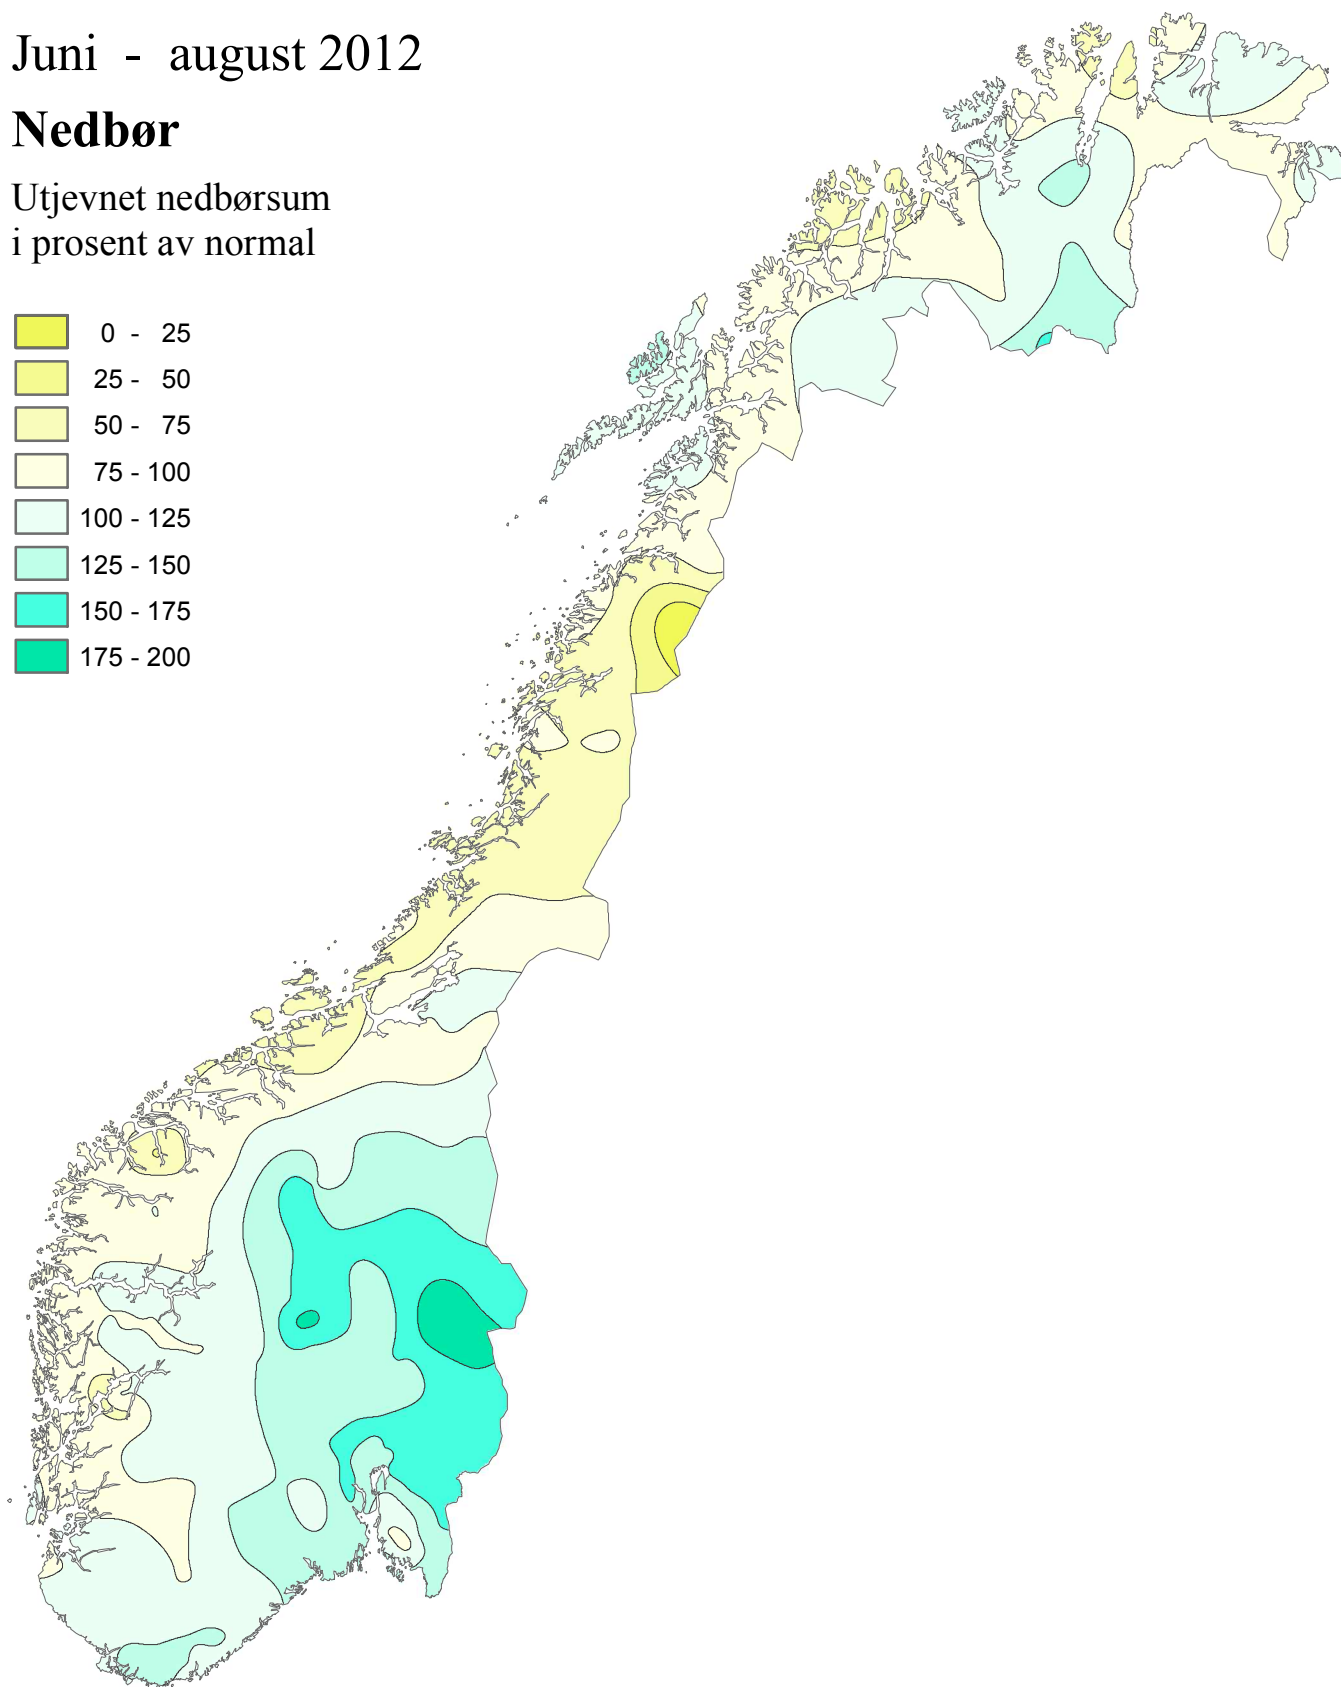 Juni - august 2012
Nedbør
Utjevnet nedbørsum
i prosent av normal
0 - 25
25 - 50
50 - 75
75 - 100
100 - 125
125 - 150
150 - 175
175 - 200